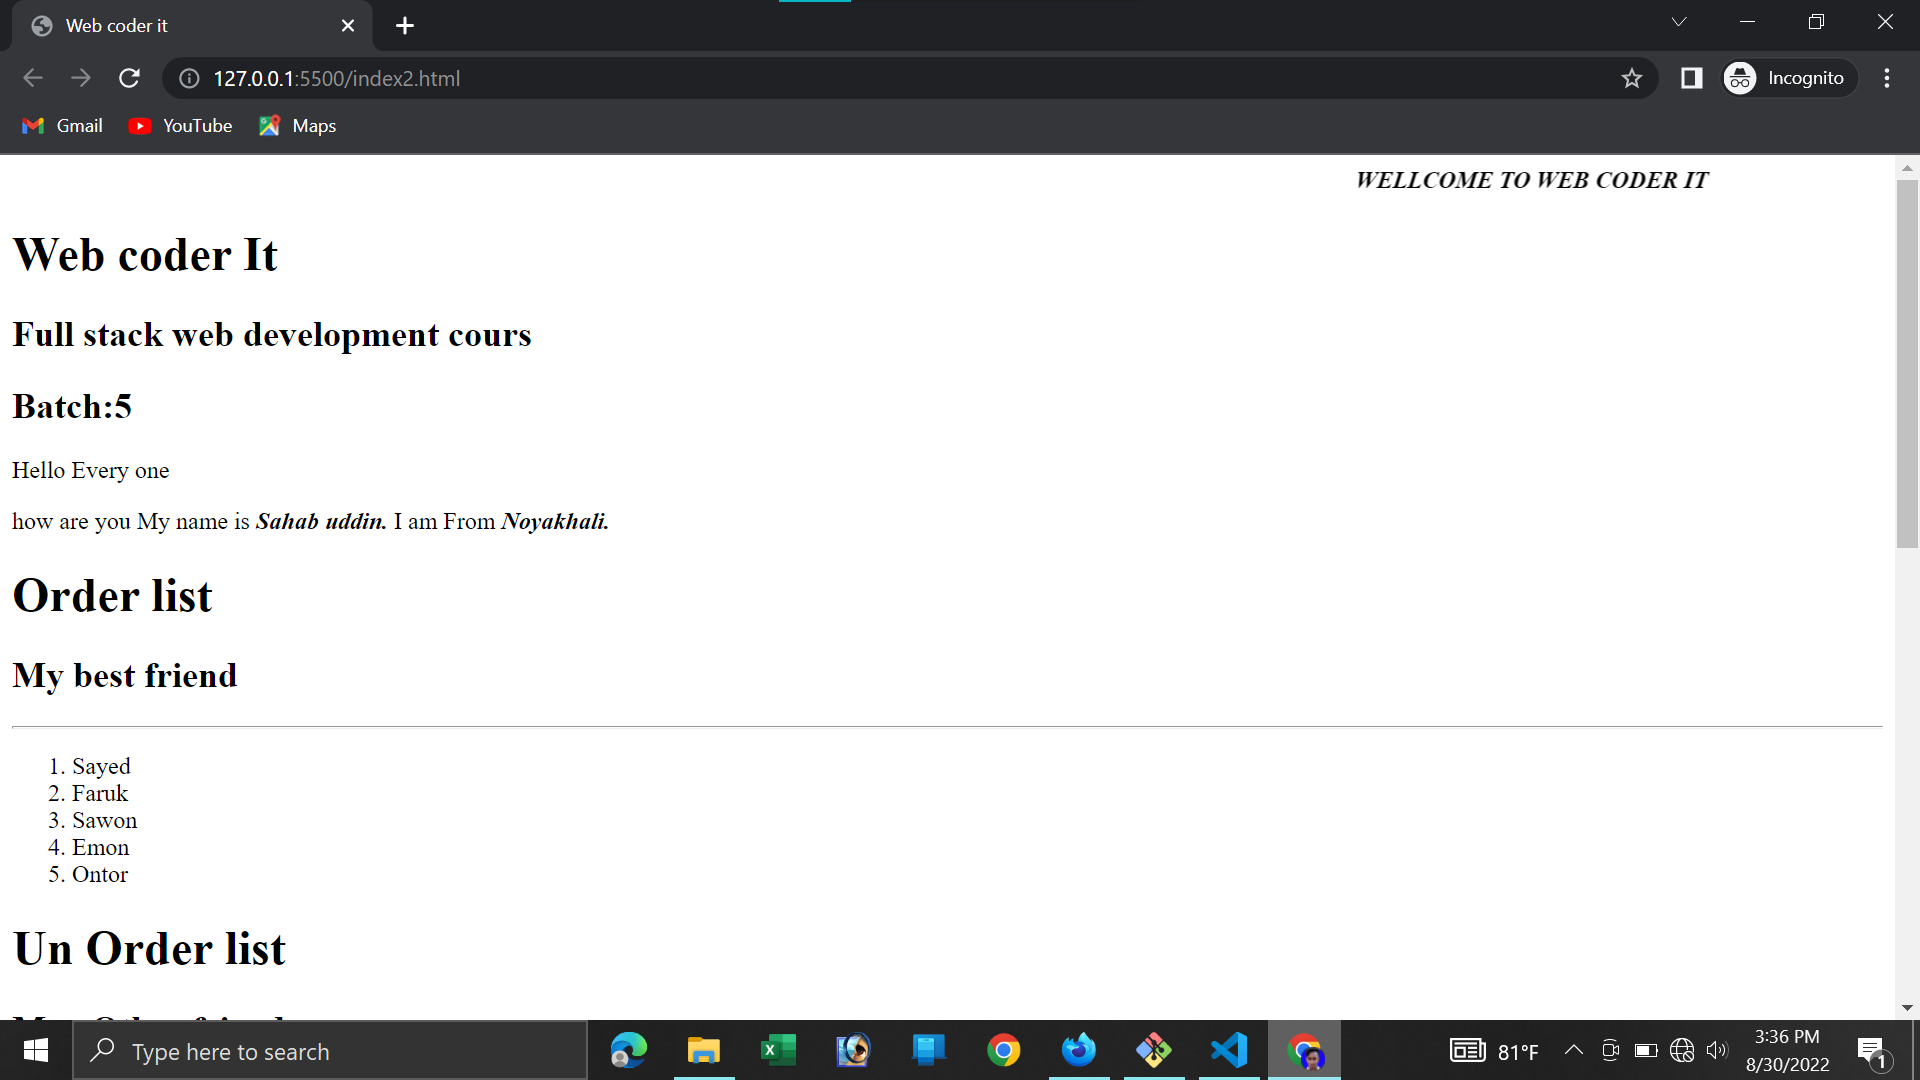 Web coder it
127.0.0.1:5500/index2.html
Incognito
Gmail YouTube Maps
WELLCOME TO WEB CODER IT
Web coder It
Full stack web development cours
Batch:5
Hello Every one
how are you My name is Sahab uddin. I am From Noyakhali.
Order list
My best friend
1. Sayed
2. Faruk
3. Sawon
4. Emon
5. Ontor
Un Order list
Type here to search
81°F
3:36 PM
8/30/2022
1